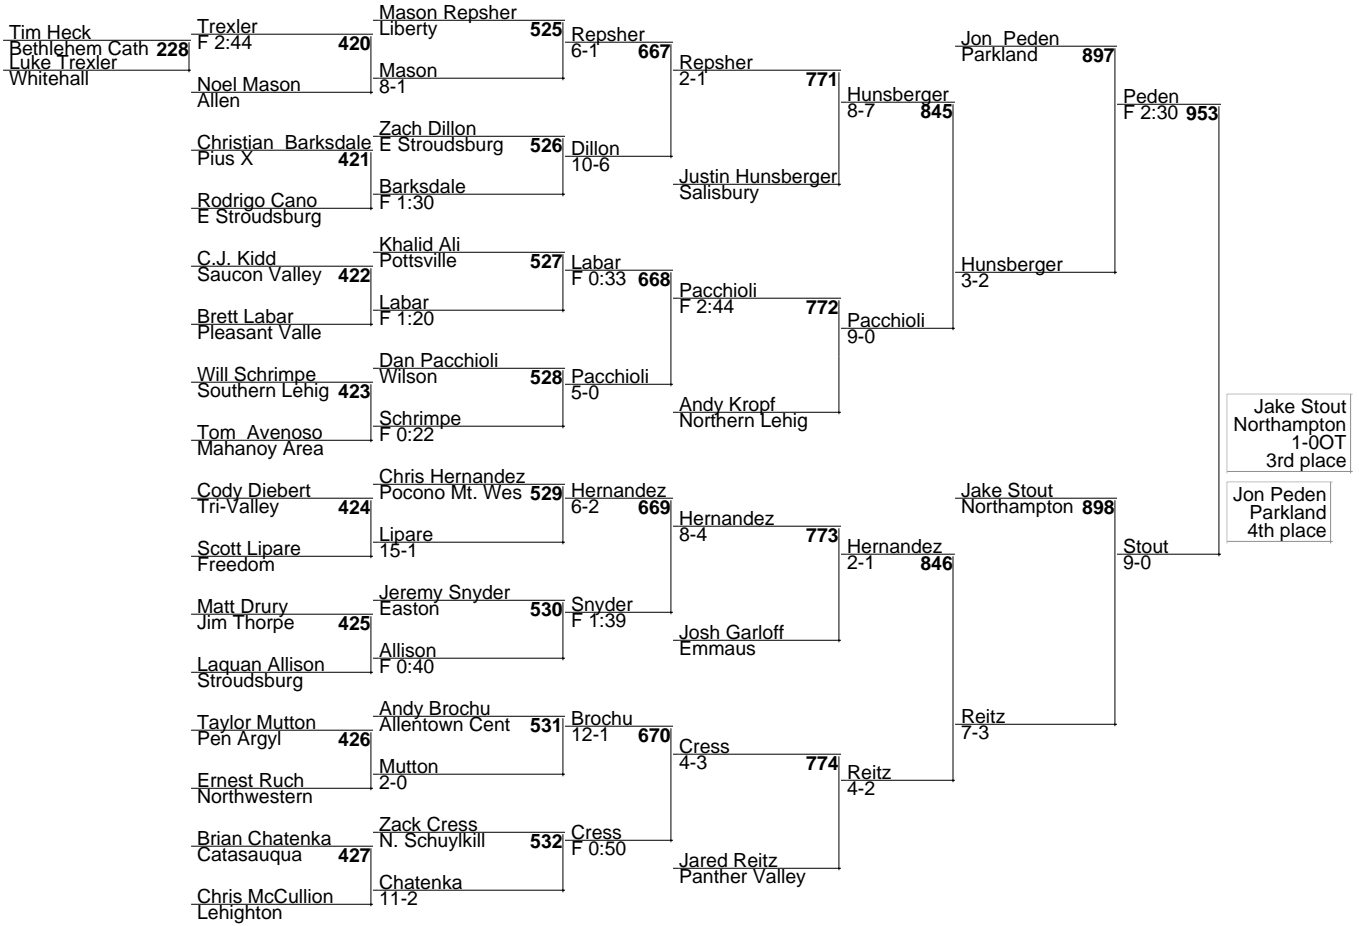 Tim Heck
Bethlehem Cath 228
Luke Trexler
Whitehall
Trexler
F 2:44 420
Noel Mason
Allen
Christian  Barksdale
Pius X 421
Rodrigo Cano
E Stroudsburg
C.J. Kidd
Saucon Valley 422
Brett Labar
Pleasant Valle
Will Schrimpe
Southern Lehig 423
Tom  Avenoso
Mahanoy Area
Cody Diebert
Tri-Valley 424
Scott Lipare
Freedom
Matt Drury
Jim Thorpe 425
Laquan Allison
Stroudsburg
Taylor Mutton
Pen Argyl 426
Ernest Ruch
Northwestern
Brian Chatenka
Catasauqua 427
Chris McCullion
Lehighton
Mason Repsher
Liberty 525
Mason
8-1
Zach Dillon
E Stroudsburg 526
Barksdale
F 1:30
Khalid Ali
Pottsville 527
Labar
F 1:20
Dan Pacchioli
Wilson 528
Schrimpe
F 0:22
Chris Hernandez
Pocono Mt. Wes 529
Lipare
15-1
Jeremy Snyder
Easton 530
Allison
F 0:40
Andy Brochu
Allentown Cent 531
Mutton
2-0
Zack Cress
N. Schuylkill 532
Chatenka
11-2
Repsher
6-1 667
Dillon
10-6
Labar
F 0:33 668
Pacchioli
5-0
Hernandez
6-2 669
Snyder
F 1:39
Brochu
12-1 670
Cress
F 0:50
Repsher
2-1 771
Justin Hunsberger
Salisbury
Pacchioli
F 2:44 772
Andy Kropf
Northern Lehig
Hernandez
8-4 773
Josh Garloff
Emmaus
Cress
4-3 774
Jared Reitz
Panther Valley
Hunsberger
8-7 845
Pacchioli
9-0
Hernandez
2-1 846
Reitz
4-2
Jon  Peden
Parkland 897
Hunsberger
3-2
Jake Stout
Northampton 898
Reitz
7-3
Peden
F 2:30 953
Stout
9-0
Jake Stout
Northampton
1-0OT
3rd place
Jon Peden
Parkland
4th place